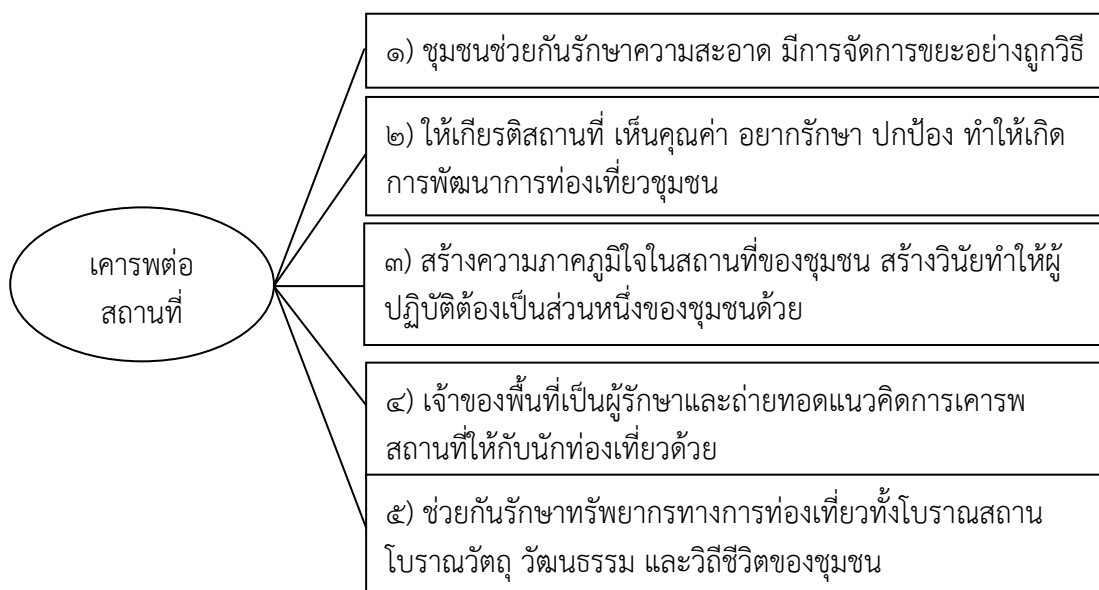 เคารพต่อ
สถานที่
๑) ชุมชนช่วยกันรักษาความสะอาด มีการจัดการขยะอย่างถูกวิธี
๒) ให้เกียรติสถานที่ เห็นคุณค่า อยากรักษา ปกป้อง ทำให้เกิด
การพัฒนาการท่องเที่ยวชุมชน
๓) สร้างความภาคภูมิใจในสถานที่ของชุมชน สร้างวินัยทำให้ผู้
ปฏิบัติต้องเป็นส่วนหนึ่งของชุมชนด้วย
๔) เจ้าของพื้นที่เป็นผู้รักษาและถ่ายทอดแนวคิดการเคารพ
สถานที่ให้กับนักท่องเที่ยวด้วย
๕) ช่วยกันรักษาทรัพยากรทางการท่องเที่ยวทั้งโบราณสถาน
โบราณวัตถุ วัฒนธรรม และวิถีชีวิตของชุมชน